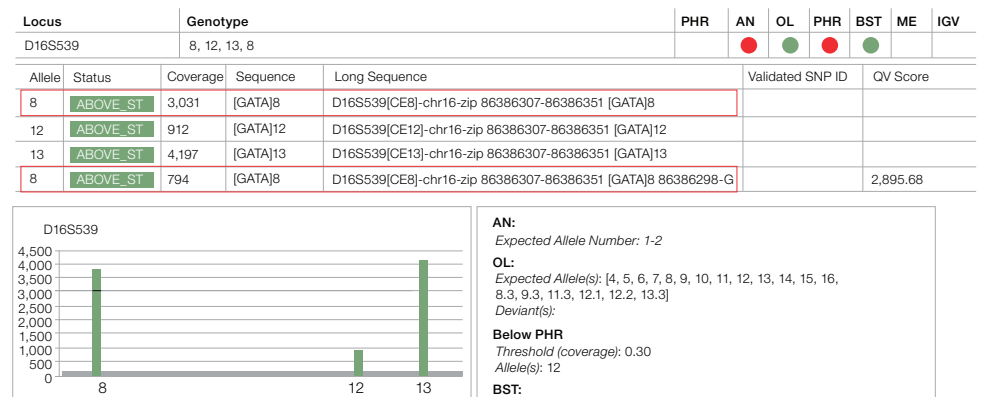 Locus Genotype PHR AN OL PHR BST ME IGV
D16S539 8, 12, 13, 8
Allele Status Coverage Sequence Long Sequence Validated SNP ID QV Score
8 ABOVE_ST 3,031 [GATA]8 D16S539[CE8]-chr16-zip 86386307-86386351 [GATA]8
12 ABOVE_ST 912 [GATA]12 D16S539[CE12]-chr16-zip 86386307-86386351 [GATA]12
13 ABOVE_ST 4,197 [GATA]13 D16S539[CE13]-chr16-zip 86386307-86386351 [GATA]13
8 ABOVE_ST 794 [GATA]8 D16S539[CE8]-chr16-zip 86386307-86386351 [GATA]8 86386298-G 2,895.68
D16S539
4,500
4,000
3,500
3,000
2,500
2,000
1,500
1,000
500
0
8 12 13
AN:
Expected Allele Number: 1-2
OL:
Expected Allele(s): [4, 5, 6, 7, 8, 9, 10, 11, 12, 13, 14, 15, 16,
8.3, 9.3, 11.3, 12.1, 12.2, 13.3]
Deviant(s):
Below PHR
Threshold (coverage): 0.30
Allele(s): 12
BST: